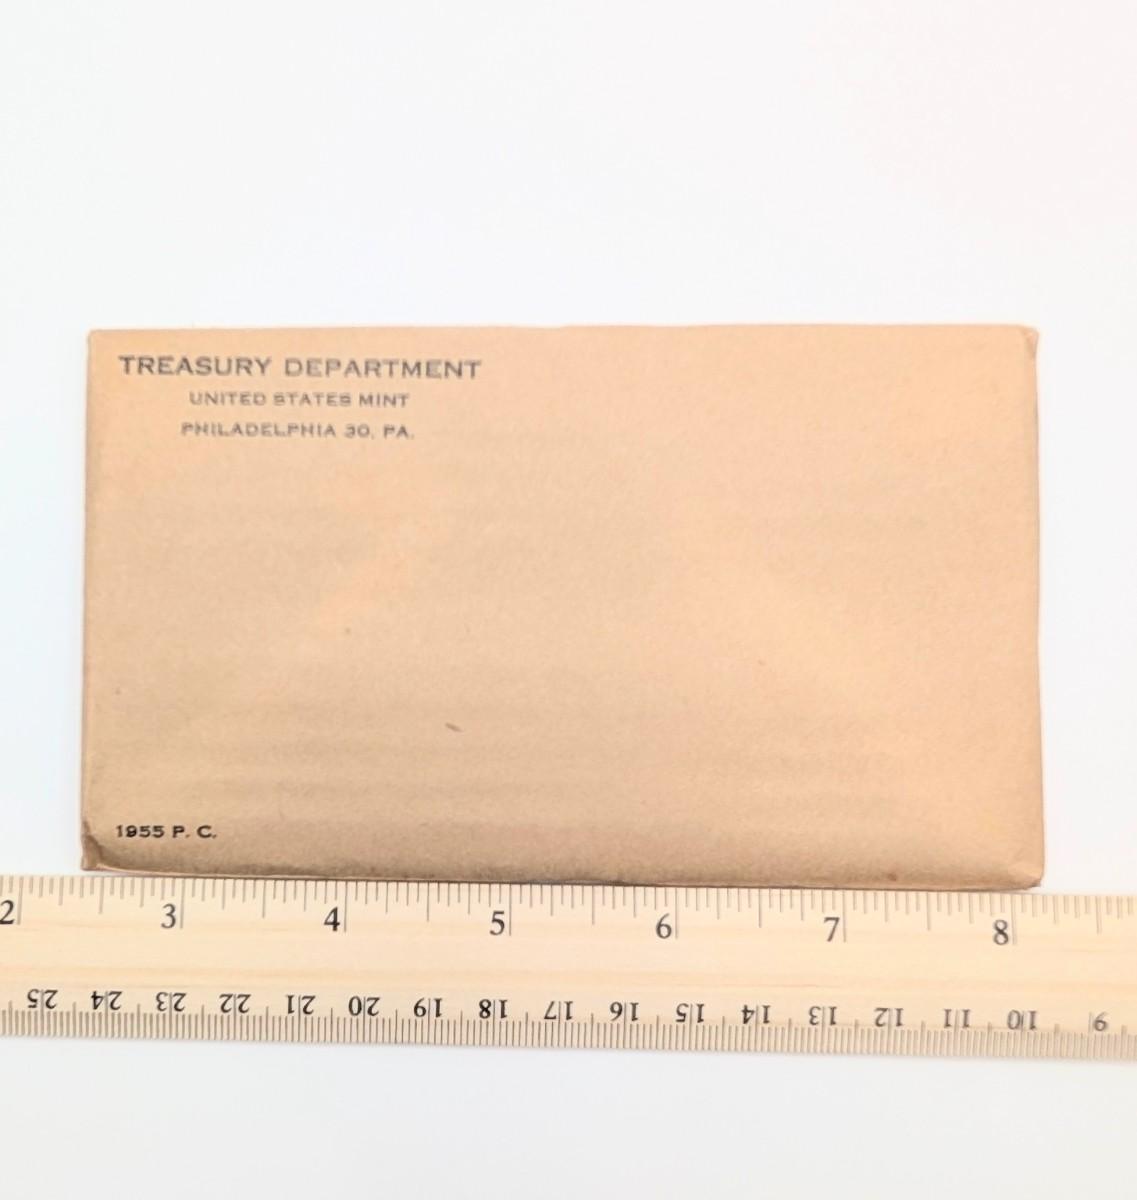 TREASURY DEPARTMENT
UNITED STATES MINT
PHILADELPHIA 30, PA.
1955 P. C.
2 3 4 5 6 7 8
25 24 23 22 21 20 19 18 17 16 15 14 13 12 11 10 9